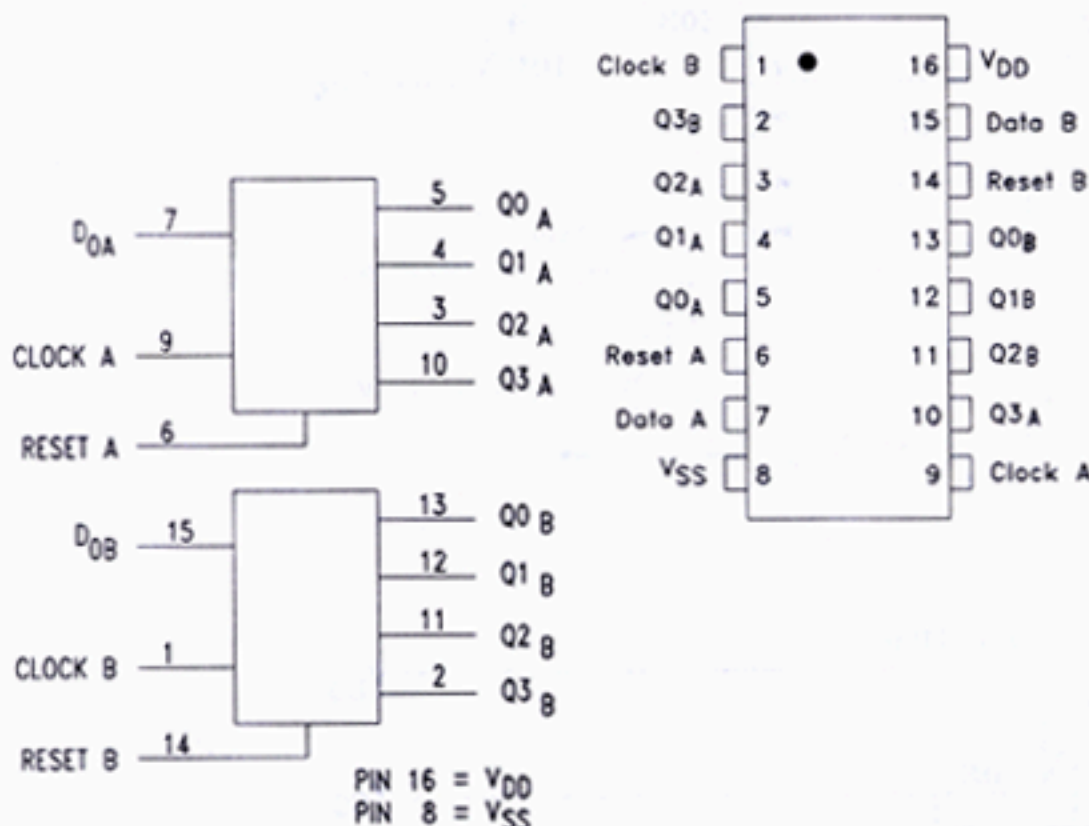 D0A 7
CLOCK A 9
RESET A 6
5 Q0 A
4 Q1 A
3 Q2 A
10 Q3 A
D0B 15
CLOCK B 1
RESET B 14
13 Q0 B
12 Q1 B
11 Q2 B
2 Q3 B
PIN 16 = VDD
PIN 8 = VSS
Clock B 1 16 VDD
Q3B 2 15 Data B
Q2A 3 14 Reset B
Q1A 4 13 Q0B
Q0A 5 12 Q1B
Reset A 6 11 Q2B
Data A 7 10 Q3A
VSS 8 9 Clock A